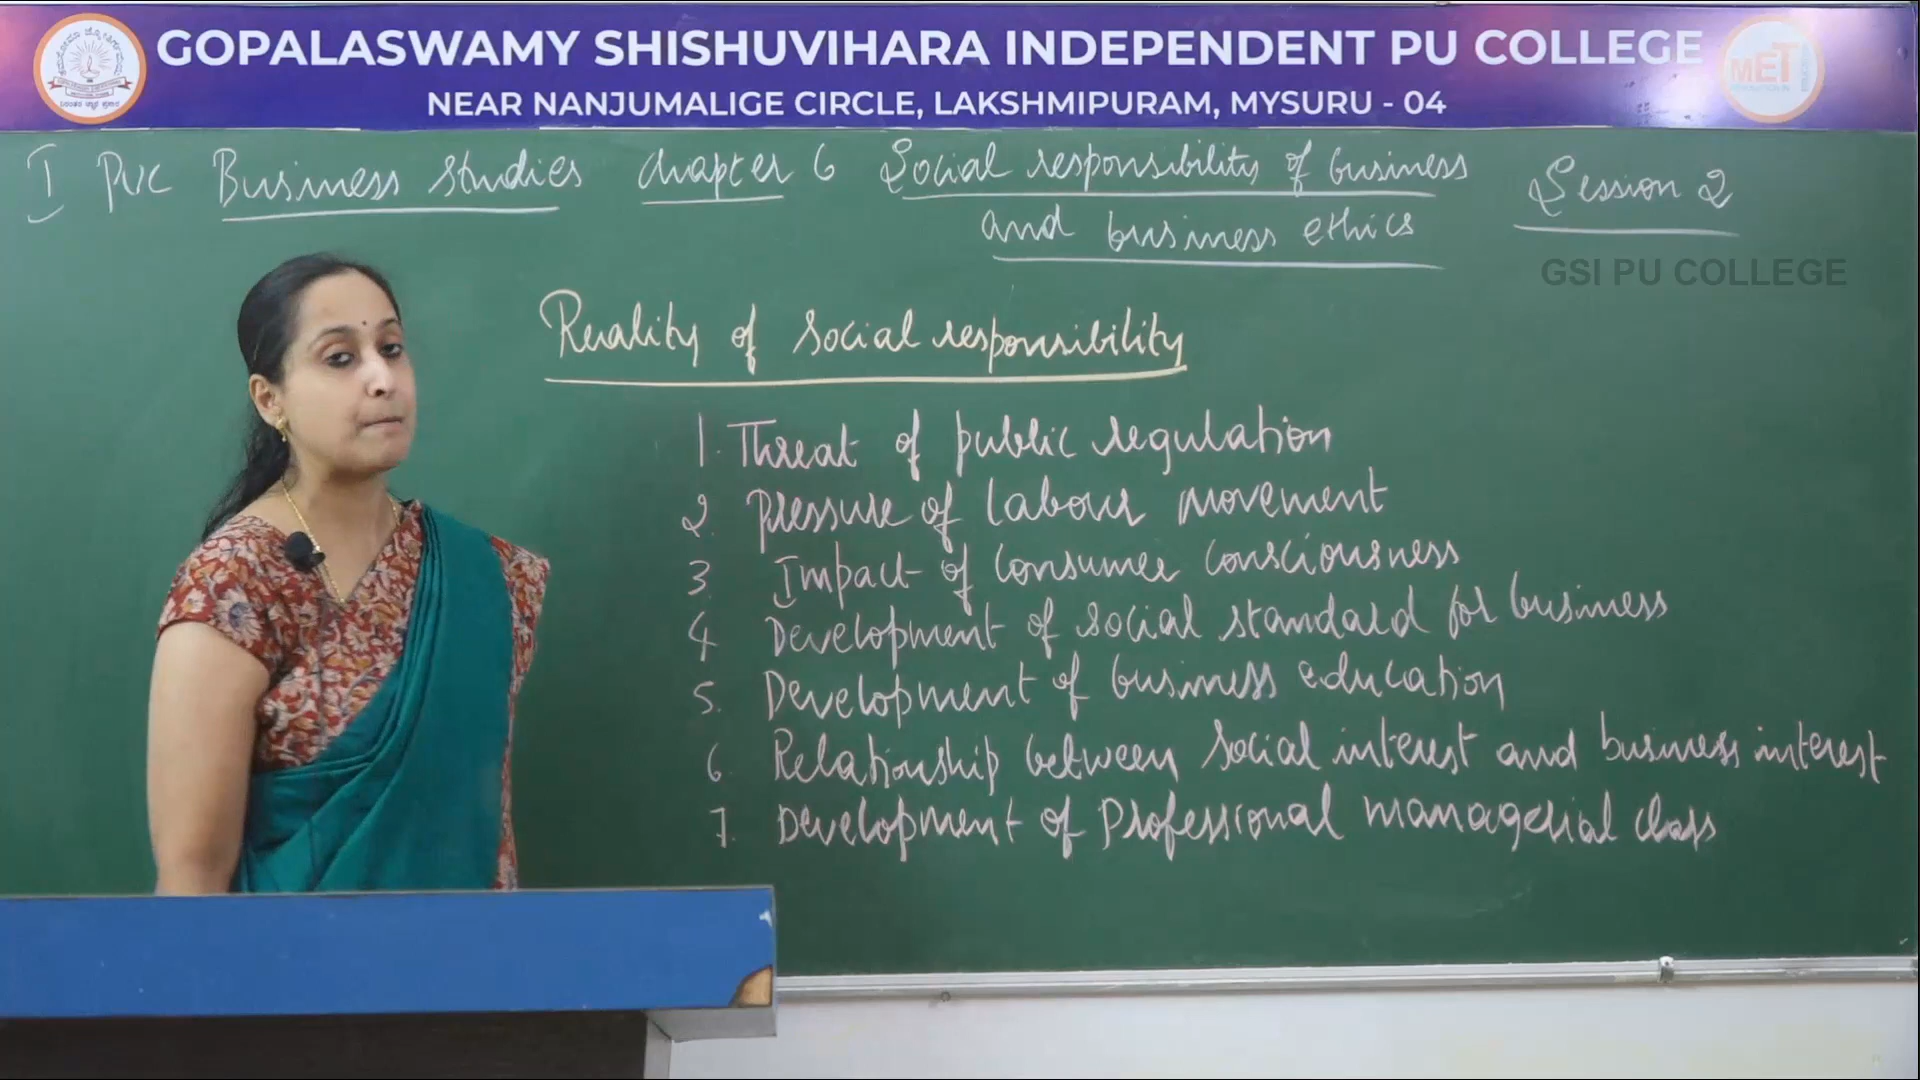 GOPALASWAMY SHISHUVIHARA INDEPENDENT PU COLLEGE
NEAR NANJUMALIGE CIRCLE, LAKSHMIPURAM, MYSURU - 04
MET
I PUC Business Studies Chapter 6 Social responsibility of business
and business ethics
Session 2
GSI PU COLLEGE
Reality of social responsibility
1. Threat of public regulation
2. Pressure of labour movement
3. Impact of consumer consciousness
4 Development of social standard for business
5. Development of business education
6. Relationship between social interest and business interest
7. Development of professional managerial class